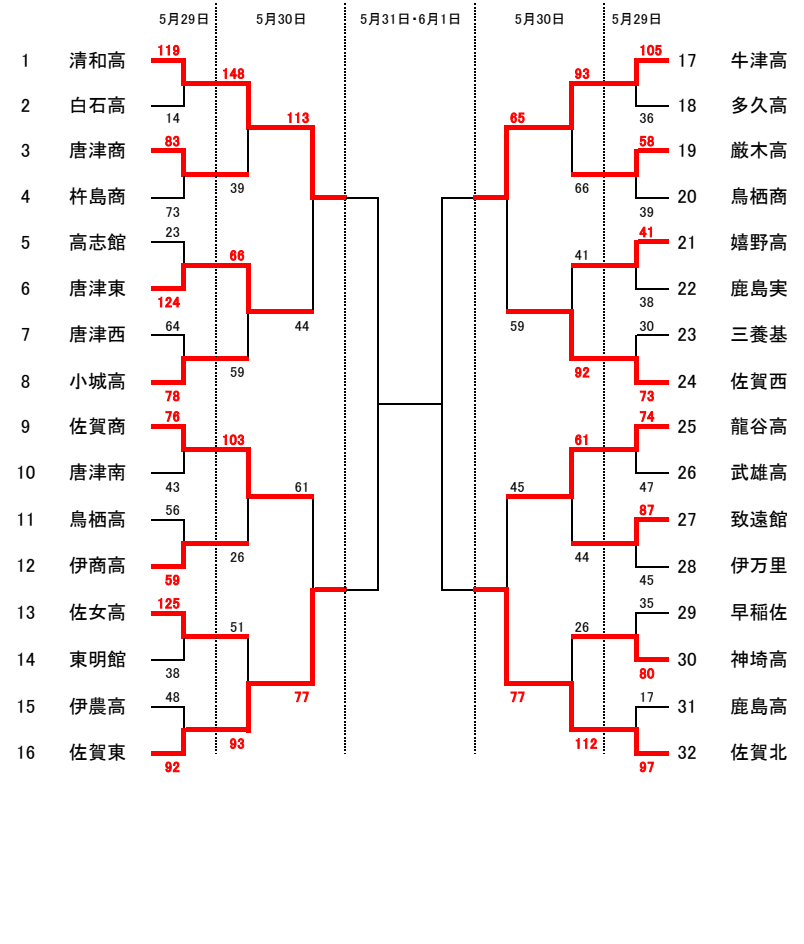 5月29日 5月30日 5月31日・6月1日 5月30日 5月29日
119 105
1 清和高 17 牛津高
148 93
2 白石高 18 多久高
14 113 65 36
83 58
3 唐津商 19 厳木高
39 66
4 杵島商 20 鳥栖商
73 39
23 41
5 高志館 21 嬉野高
66 41
6 唐津東 22 鹿島実
124 38
64 44 59 30
7 唐津西 23 三養基
59 92
8 小城高 24 佐賀西
78 73
76 74
9 佐賀商 25 龍谷高
103 61
10 唐津南 26 武雄高
43 61 45 47
56 87
11 鳥栖高 27 致遠館
26 44
12 伊商高 28 伊万里
59 45
125 35
13 佐女高 29 早稲佐
51 26
14 東明館 30 神埼高
38 80
48 77 77 17
15 伊農高 31 鹿島高
93 112
16 佐賀東 32 佐賀北
92 97